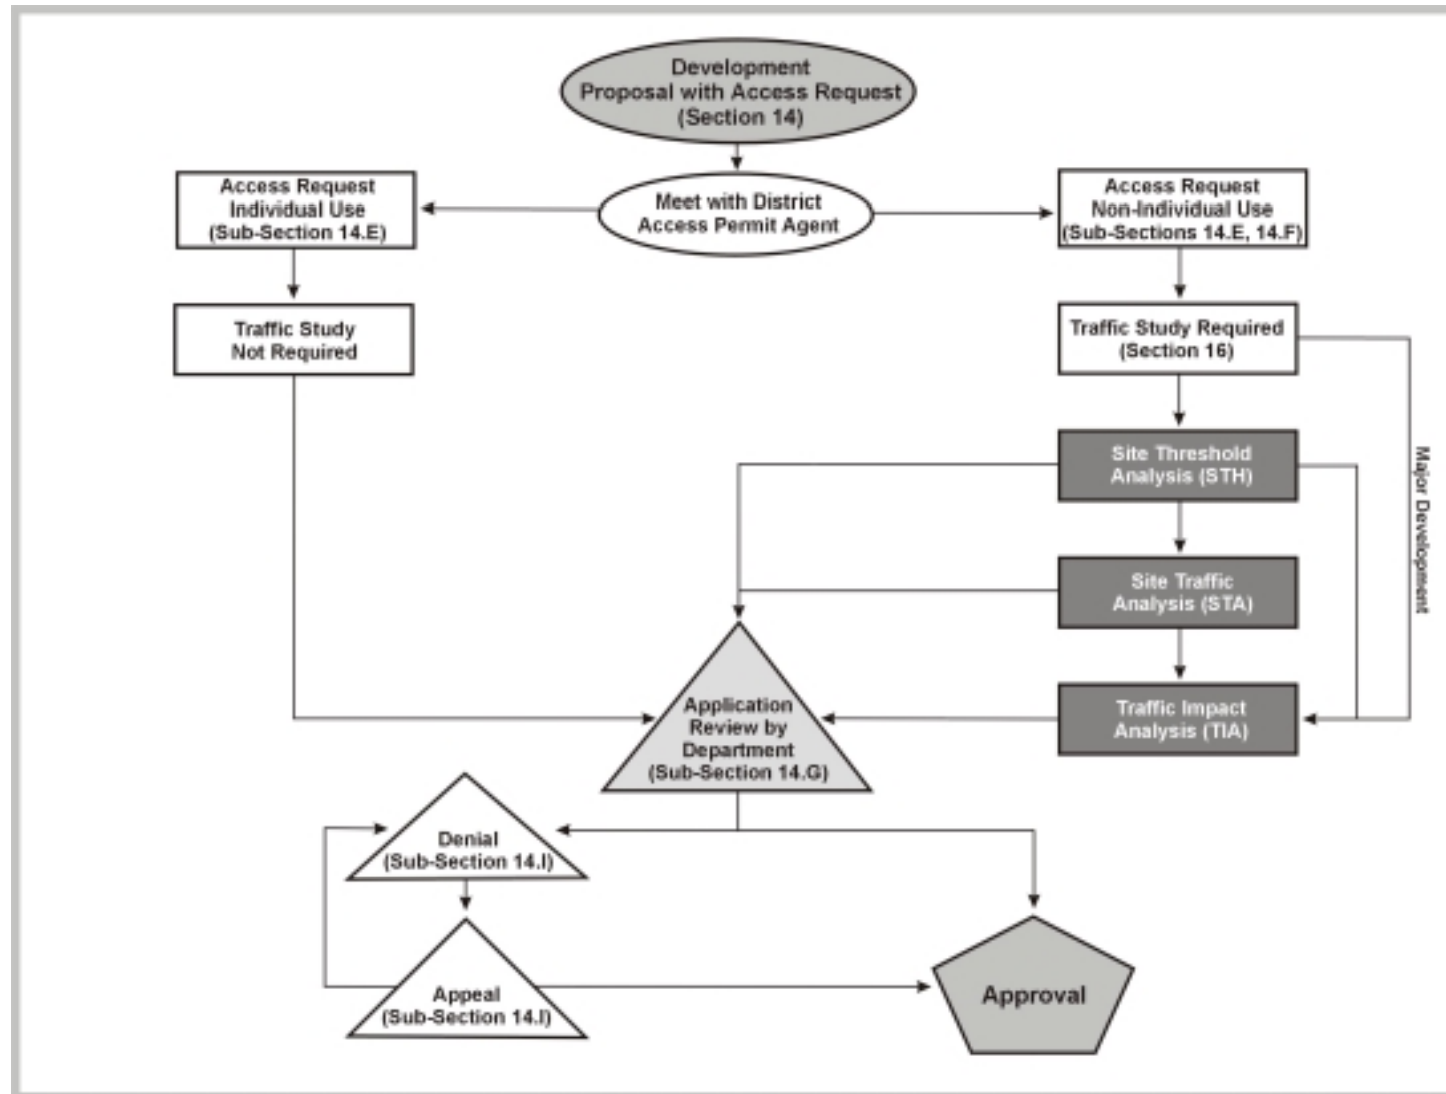 Development
Proposal with Access Request
(Section 14)
Meet with District
Access Permit Agent
Access Request
Individual Use
(Sub-Section 14.E)
Access Request
Non-Individual Use
(Sub-Sections 14.E, 14.F)
Traffic Study
Not Required
Traffic Study Required
(Section 16)
Site Threshold
Analysis (STH)
Major Development
Site Traffic
Analysis (STA)
Traffic Impact
Analysis (TIA)
Application
Review by
Department
(Sub-Section 14.G)
Denial
(Sub-Section 14.I)
Appeal
(Sub-Section 14.I)
Approval